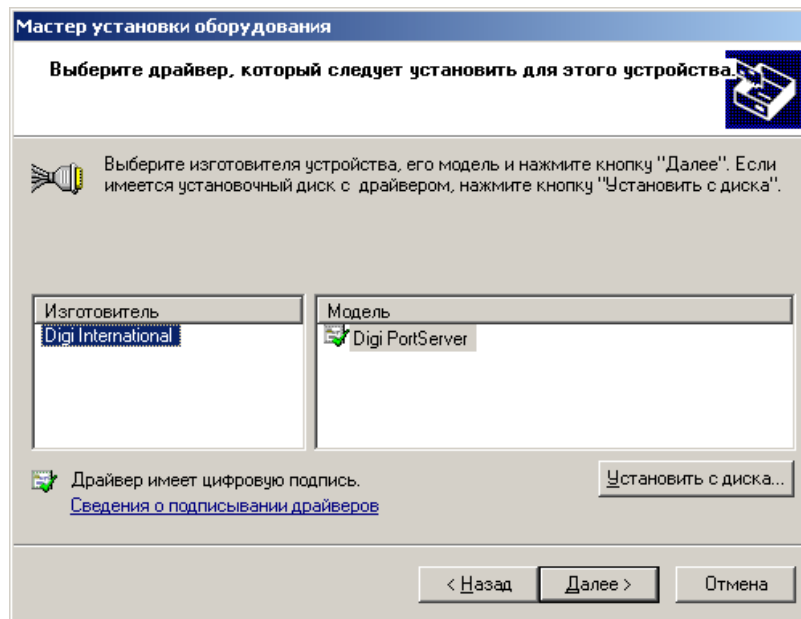 Мастер установки оборудования
Выберите драйвер, который следует установить для этого устройства.
Выберите изготовителя устройства, его модель и нажмите кнопку "Далее". Если
имеется установочный диск с драйвером, нажмите кнопку "Установить с диска".
Изготовитель
Digi International
Модель
Digi PortServer
Драйвер имеет цифровую подпись.
Сведения о подписывании драйверов
Установить с диска...
< Назад
Далее >
Отмена